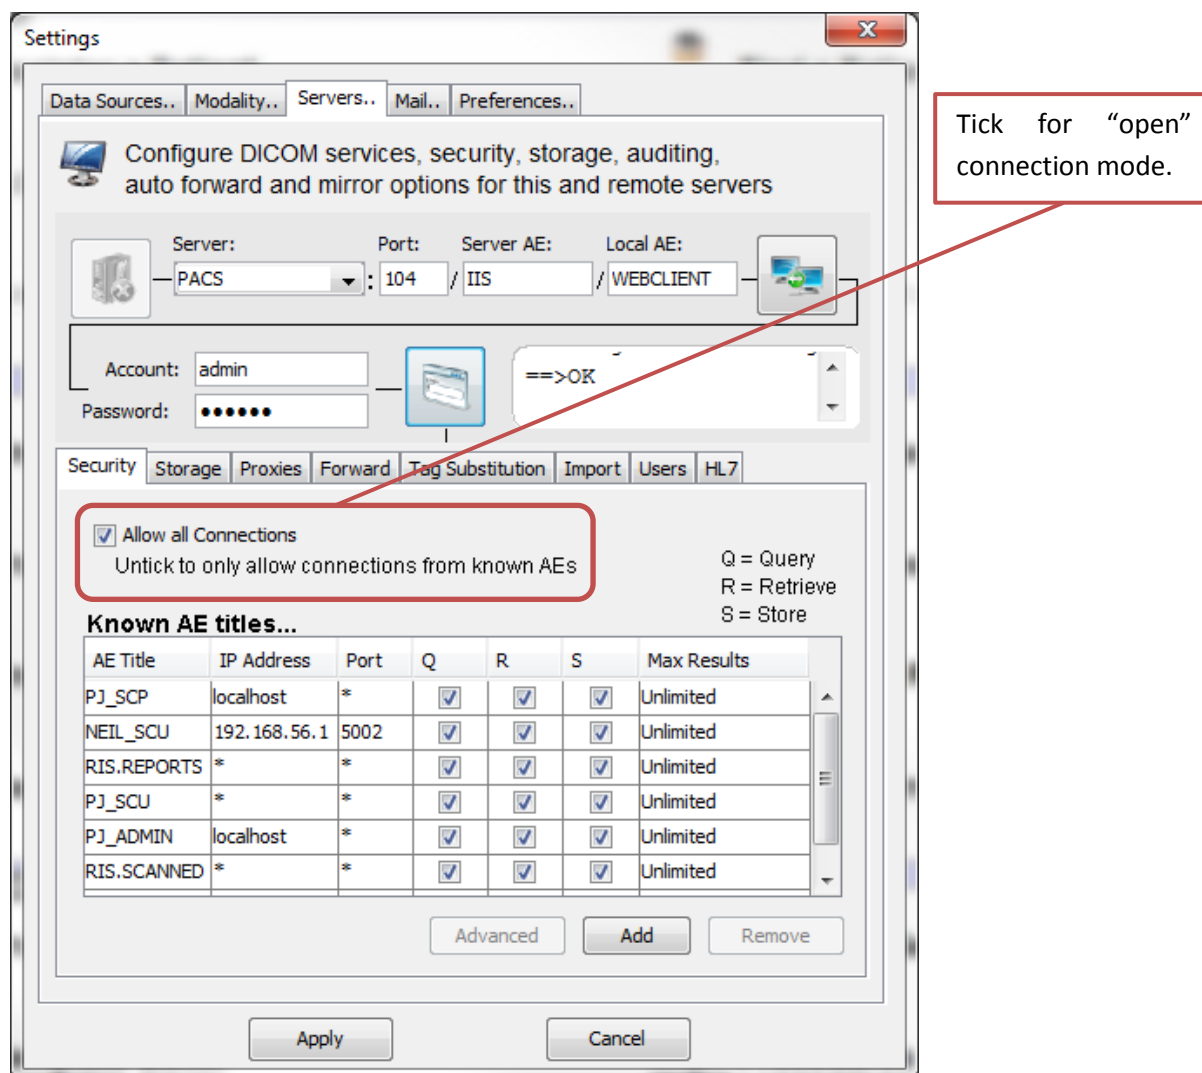 Settings
Data Sources.. Modality.. Servers.. Mail.. Preferences..
Tick for “open”
connection mode.
Configure DICOM services, security, storage, auditing,
auto forward and mirror options for this and remote servers
Server: Port: Server AE: Local AE:
PACS : 104 / IIS / WEBCLIENT
Account: admin
==>OK
Password: ●●●●●●
Security Storage Proxies Forward Tag Substitution Import Users HL7
Allow all Connections
Untick to only allow connections from known AEs
Q = Query
R = Retrieve
S = Store
Known AE titles...
AE Title IP Address Port Q R S Max Results
PJ_SCP localhost * Unlimited
NEIL_SCU 192.168.56.1 5002 Unlimited
RIS.REPORTS * * Unlimited
PJ_SCU * * Unlimited
PJ_ADMIN localhost * Unlimited
RIS.SCANNED * * Unlimited
Advanced Add Remove
Apply Cancel